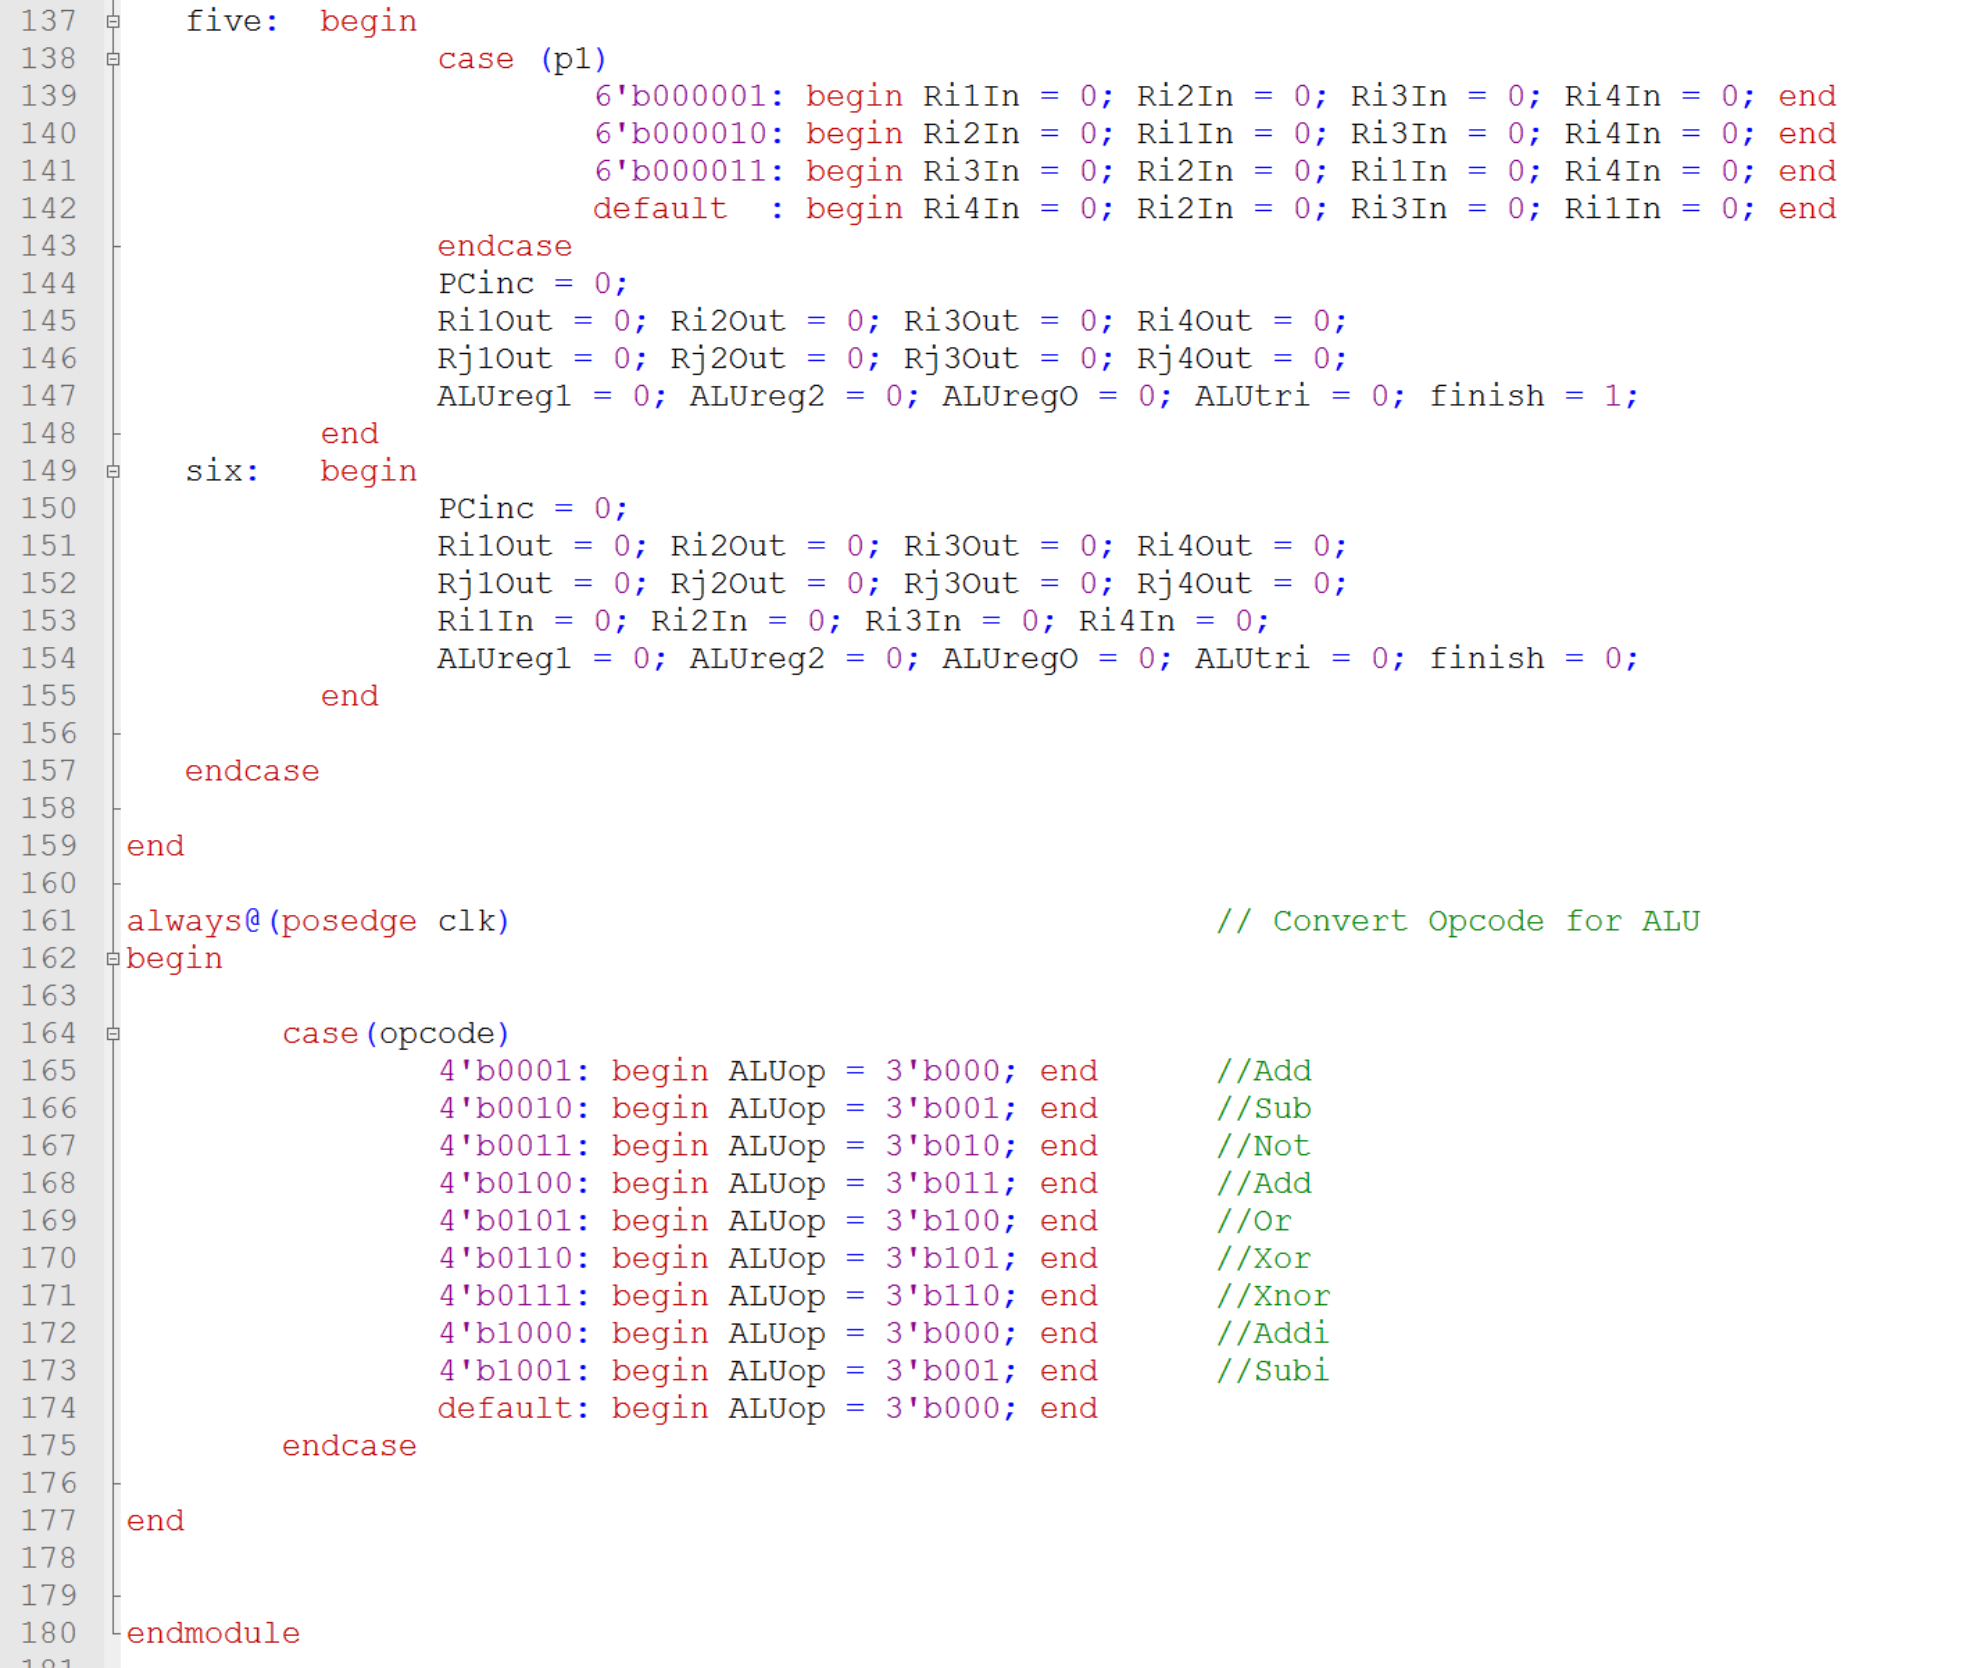 137 five: begin
138 case (p1)
139 6'b000001: begin Ri1In = 0; Ri2In = 0; Ri3In = 0; Ri4In = 0; end
140 6'b000010: begin Ri2In = 0; Ri1In = 0; Ri3In = 0; Ri4In = 0; end
141 6'b000011: begin Ri3In = 0; Ri2In = 0; Ri1In = 0; Ri4In = 0; end
142 default : begin Ri4In = 0; Ri2In = 0; Ri3In = 0; Ri1In = 0; end
143 endcase
144 PCinc = 0;
145 Ri1Out = 0; Ri2Out = 0; Ri3Out = 0; Ri4Out = 0;
146 Rj1Out = 0; Rj2Out = 0; Rj3Out = 0; Rj4Out = 0;
147 ALUreg1 = 0; ALUreg2 = 0; ALUregO = 0; ALUtri = 0; finish = 1;
148 end
149 six: begin
150 PCinc = 0;
151 Ri1Out = 0; Ri2Out = 0; Ri3Out = 0; Ri4Out = 0;
152 Rj1Out = 0; Rj2Out = 0; Rj3Out = 0; Rj4Out = 0;
153 Ri1In = 0; Ri2In = 0; Ri3In = 0; Ri4In = 0;
154 ALUreg1 = 0; ALUreg2 = 0; ALUregO = 0; ALUtri = 0; finish = 0;
155 end
156
157 endcase
158
159 end
160
161 always@(posedge clk) // Convert Opcode for ALU
162 begin
163
164 case(opcode)
165 4'b0001: begin ALUop = 3'b000; end //Add
166 4'b0010: begin ALUop = 3'b001; end //Sub
167 4'b0011: begin ALUop = 3'b010; end //Not
168 4'b0100: begin ALUop = 3'b011; end //Add
169 4'b0101: begin ALUop = 3'b100; end //Or
170 4'b0110: begin ALUop = 3'b101; end //Xor
171 4'b0111: begin ALUop = 3'b110; end //Xnor
172 4'b1000: begin ALUop = 3'b000; end //Addi
173 4'b1001: begin ALUop = 3'b001; end //Subi
174 default: begin ALUop = 3'b000; end
175 endcase
176
177 end
178
179
180 endmodule
181